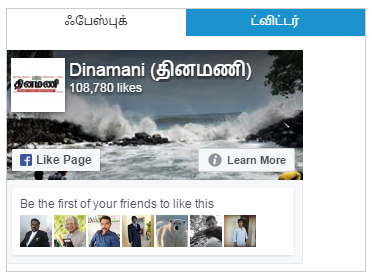 ஃபேஸ்புக்
ட்விட்டர்
தினமணி
Dinamani (தினமணி)
108,780 likes
Like Page
Learn More
Be the first of your friends to like this